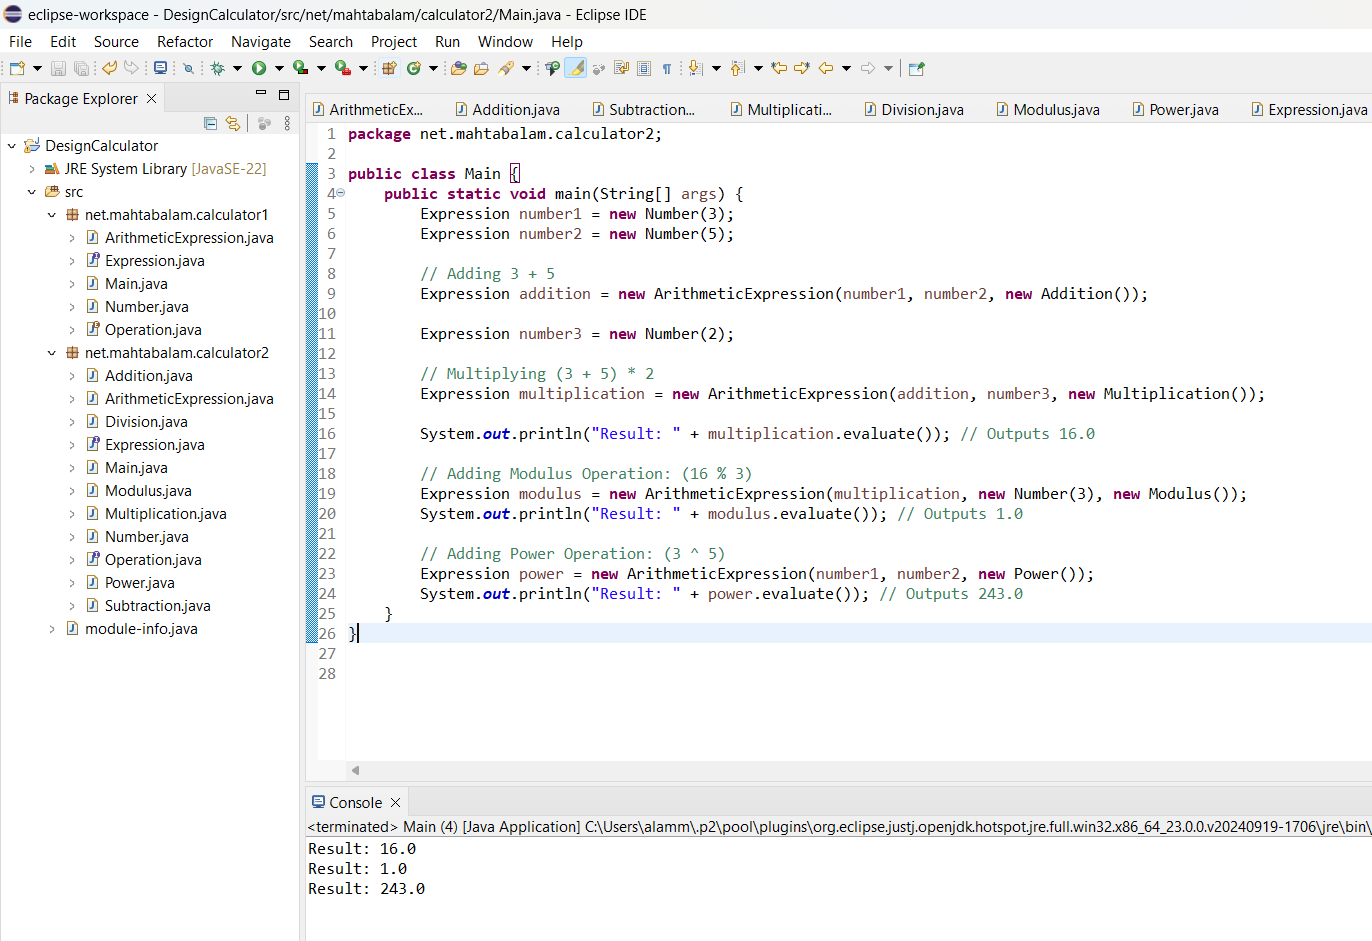 eclipse-workspace - DesignCalculator/src/net/mahtabalam/calculator2/Main.java - Eclipse IDE
File Edit Source Refactor Navigate Search Project Run Window Help
Package Explorer
DesignCalculator
JRE System Library [JavaSE-22]
src
net.mahtabalam.calculator1
ArithmeticExpression.java
Expression.java
Main.java
Number.java
Operation.java
net.mahtabalam.calculator2
Addition.java
ArithmeticExpression.java
Division.java
Expression.java
Main.java
Modulus.java
Multiplication.java
Number.java
Operation.java
Power.java
Subtraction.java
module-info.java
ArithmeticEx... Addition.java Subtraction... Multiplicati... Division.java Modulus.java Power.java Expression.java
1 package net.mahtabalam.calculator2;
2
3 public class Main {
4 public static void main(String[] args) {
5 Expression number1 = new Number(3);
6 Expression number2 = new Number(5);
7
8 // Adding 3 + 5
9 Expression addition = new ArithmeticExpression(number1, number2, new Addition());
10
11 Expression number3 = new Number(2);
12
13 // Multiplying (3 + 5) * 2
14 Expression multiplication = new ArithmeticExpression(addition, number3, new Multiplication());
15
16 System.out.println("Result: " + multiplication.evaluate()); // Outputs 16.0
17
18 // Adding Modulus Operation: (16 % 3)
19 Expression modulus = new ArithmeticExpression(multiplication, new Number(3), new Modulus());
20 System.out.println("Result: " + modulus.evaluate()); // Outputs 1.0
21
22 // Adding Power Operation: (3 ^ 5)
23 Expression power = new ArithmeticExpression(number1, number2, new Power());
24 System.out.println("Result: " + power.evaluate()); // Outputs 243.0
25 }
26 }
27
28
Console
<terminated> Main (4) [Java Application] C:\Users\alamm\.p2\pool\plugins\org.eclipse.justj.openjdk.hotspot.jre.full.win32.x86_64_23.0.0.v20240919-1706\jre\bin\
Result: 16.0
Result: 1.0
Result: 243.0